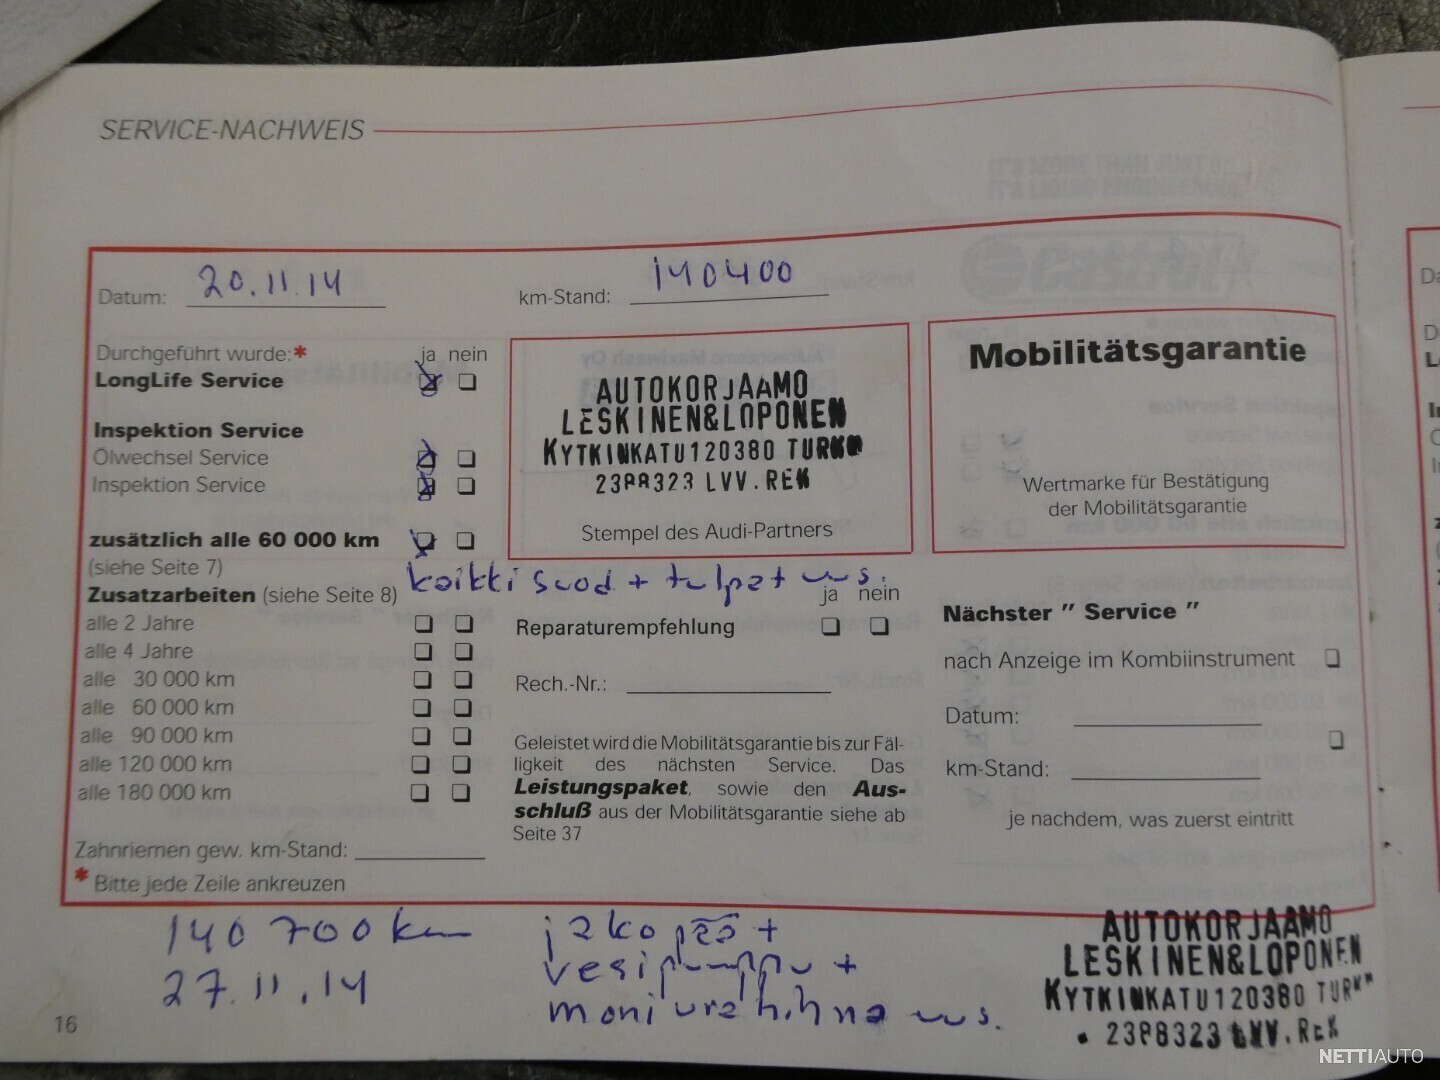 SERVICE-NACHWEIS
Datum: 20.11.14
km-Stand: 140400
Durchgeführt wurde:* ja nein
LongLife Service
Inspektion Service
Ölwechsel Service
Inspektion Service
zusätzlich alle 60 000 km
(siehe Seite 7)
kaikki suod + tulpat uus.
Zusatzarbeiten (siehe Seite 8)
alle 2 Jahre
alle 4 Jahre
alle 30 000 km
alle 60 000 km
alle 90 000 km
alle 120 000 km
alle 180 000 km
Zahnriemen gew. km-Stand:
* Bitte jede Zeile ankreuzen
AUTOKORJAAMO
LESKINEN&LOPONEN
KYTKINKATU120380 TURKU
LVV.REK
Stempel des Audi-Partners
ja nein
Reparaturempfehlung
Rech.-Nr.:
Geleistet wird die Mobilitätsgarantie bis zur Fäl-
ligkeit des nächsten Service. Das
Leistungspaket, sowie den Aus-
schluß aus der Mobilitätsgarantie siehe ab
Seite 37
Mobilitätsgarantie
Wertmarke für Bestätigung
der Mobilitätsgarantie
Nächster " Service "
nach Anzeige im Kombiinstrument
Datum:
km-Stand:
je nachdem, was zuerst eintritt
140 700 km
27.11.14
jakopää +
vesipumppu +
moniurahihna uus.
AUTOKORJAAMO
LESKINEN&LOPONEN
KYTKINKATU120380 TURKU
LVV.REK
16
NETTIAUTO